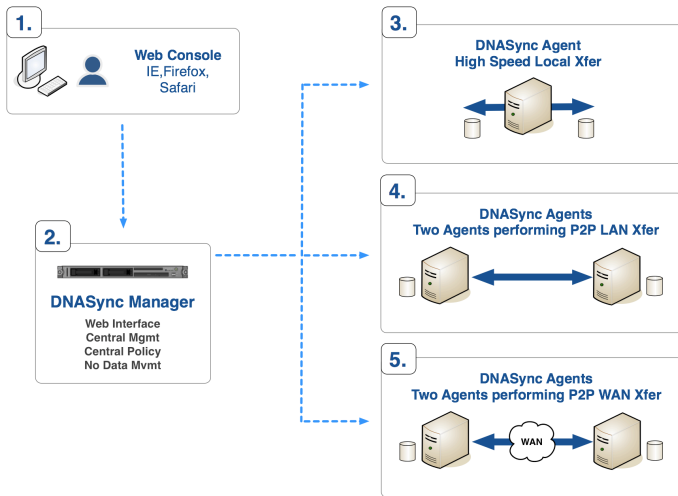 1.
Web Console
IE,Firefox,
Safari
2.
DNASync Manager
Web Interface
Central Mgmt
Central Policy
No Data Mvmt
3.
DNASync Agent
High Speed Local Xfer
4.
DNASync Agents
Two Agents performing P2P LAN Xfer
5.
DNASync Agents
Two Agents performing P2P WAN Xfer
WAN